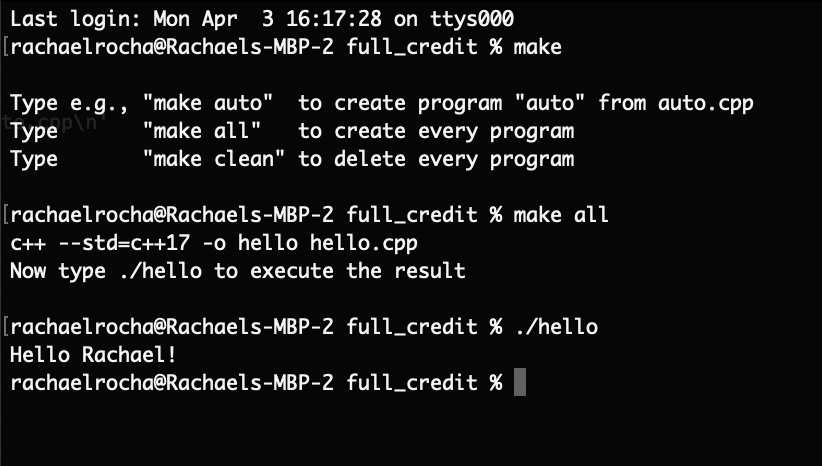 Last login: Mon Apr  3 16:17:28 on ttys000
[rachaelrocha@Rachaels-MBP-2 full_credit % make
Type e.g., "make auto"  to create program "auto" from auto.cpp
to.cpp\n'
Type       "make all"   to create every program
Type       "make clean" to delete every program
[rachaelrocha@Rachaels-MBP-2 full_credit % make all
c++ --std=c++17 -o hello hello.cpp
Now type ./hello to execute the result
[rachaelrocha@Rachaels-MBP-2 full_credit % ./hello
Hello Rachael!
rachaelrocha@Rachaels-MBP-2 full_credit %